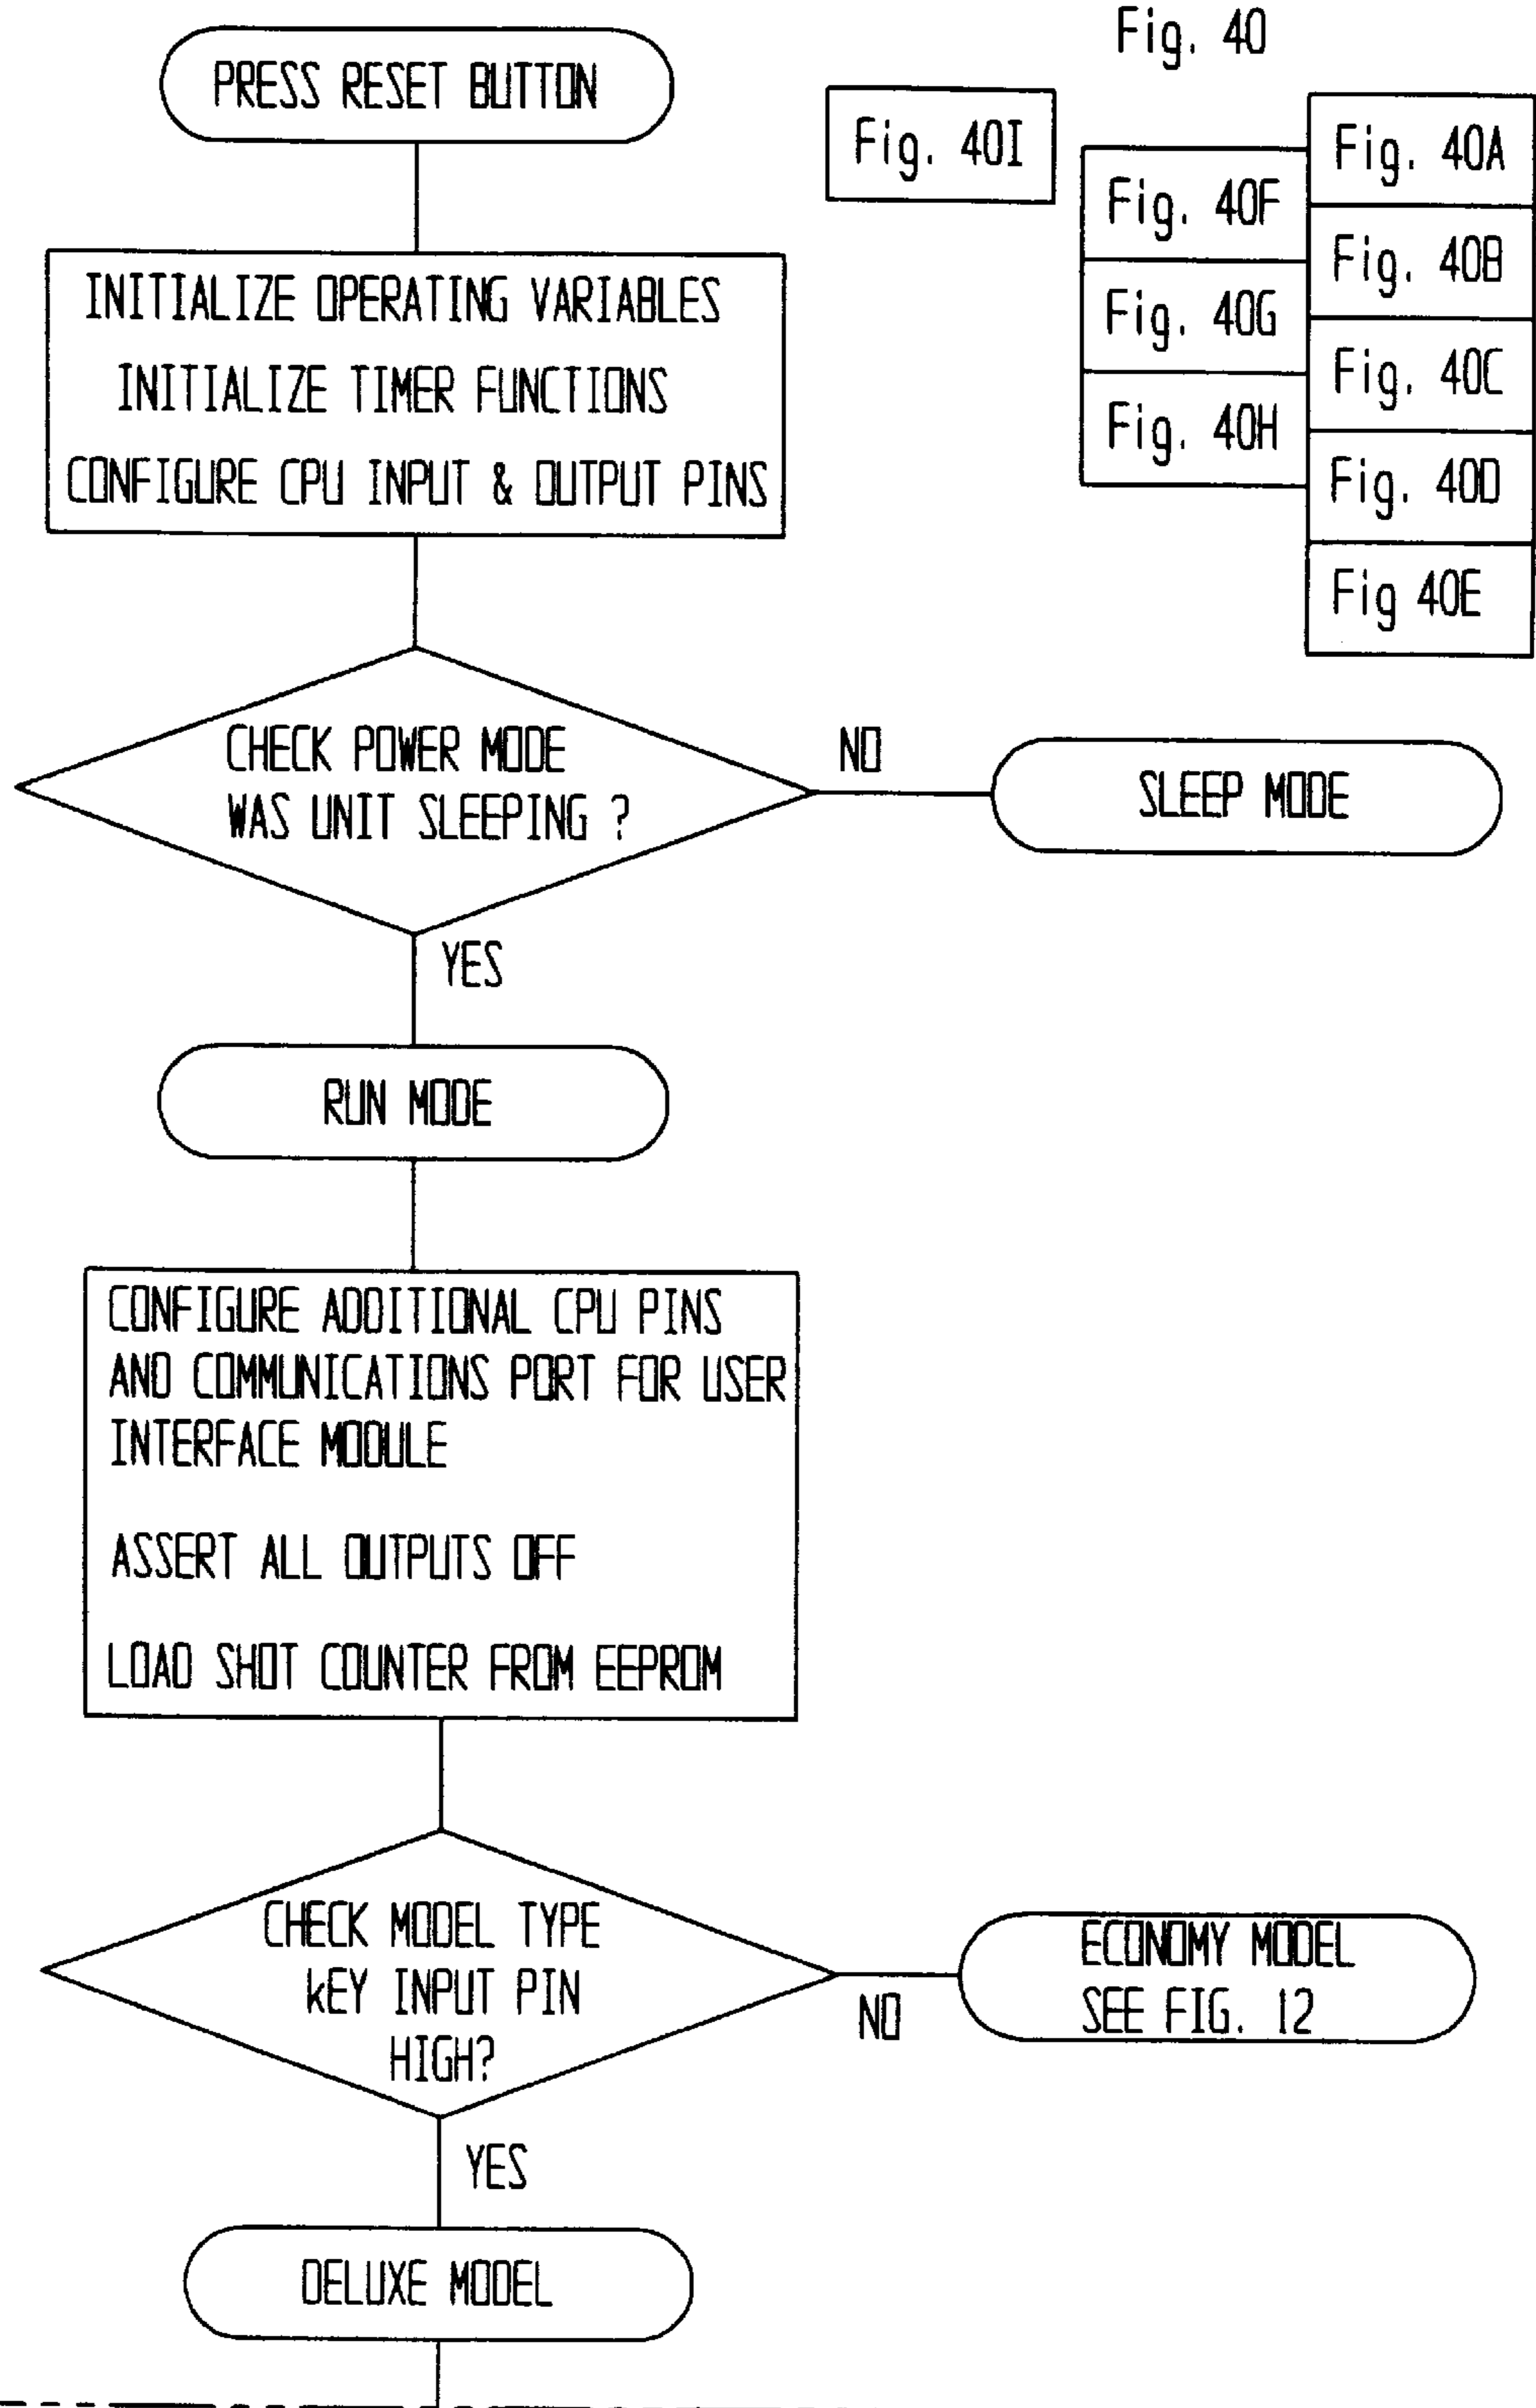 Fig. 40
Fig. 40I
Fig. 40A
Fig. 40F
Fig. 40B
Fig. 40G
Fig. 40C
Fig. 40H
Fig. 40D
Fig 40E
PRESS RESET BUTTON
INITIALIZE OPERATING VARIABLES
INITIALIZE TIMER FUNCTIONS
CONFIGURE CPU INPUT & OUTPUT PINS
CHECK POWER MODE
WAS UNIT SLEEPING ?
NO
SLEEP MODE
YES
RUN MODE
CONFIGURE ADDITIONAL CPU PINS
AND COMMUNICATIONS PORT FOR USER
INTERFACE MODULE
ASSERT ALL OUTPUTS OFF
LOAD SHOT COUNTER FROM EEPROM
CHECK MODEL TYPE
kEY INPUT PIN
HIGH?
NO
ECONOMY MODEL
SEE FIG. 12
YES
DELUXE MODEL